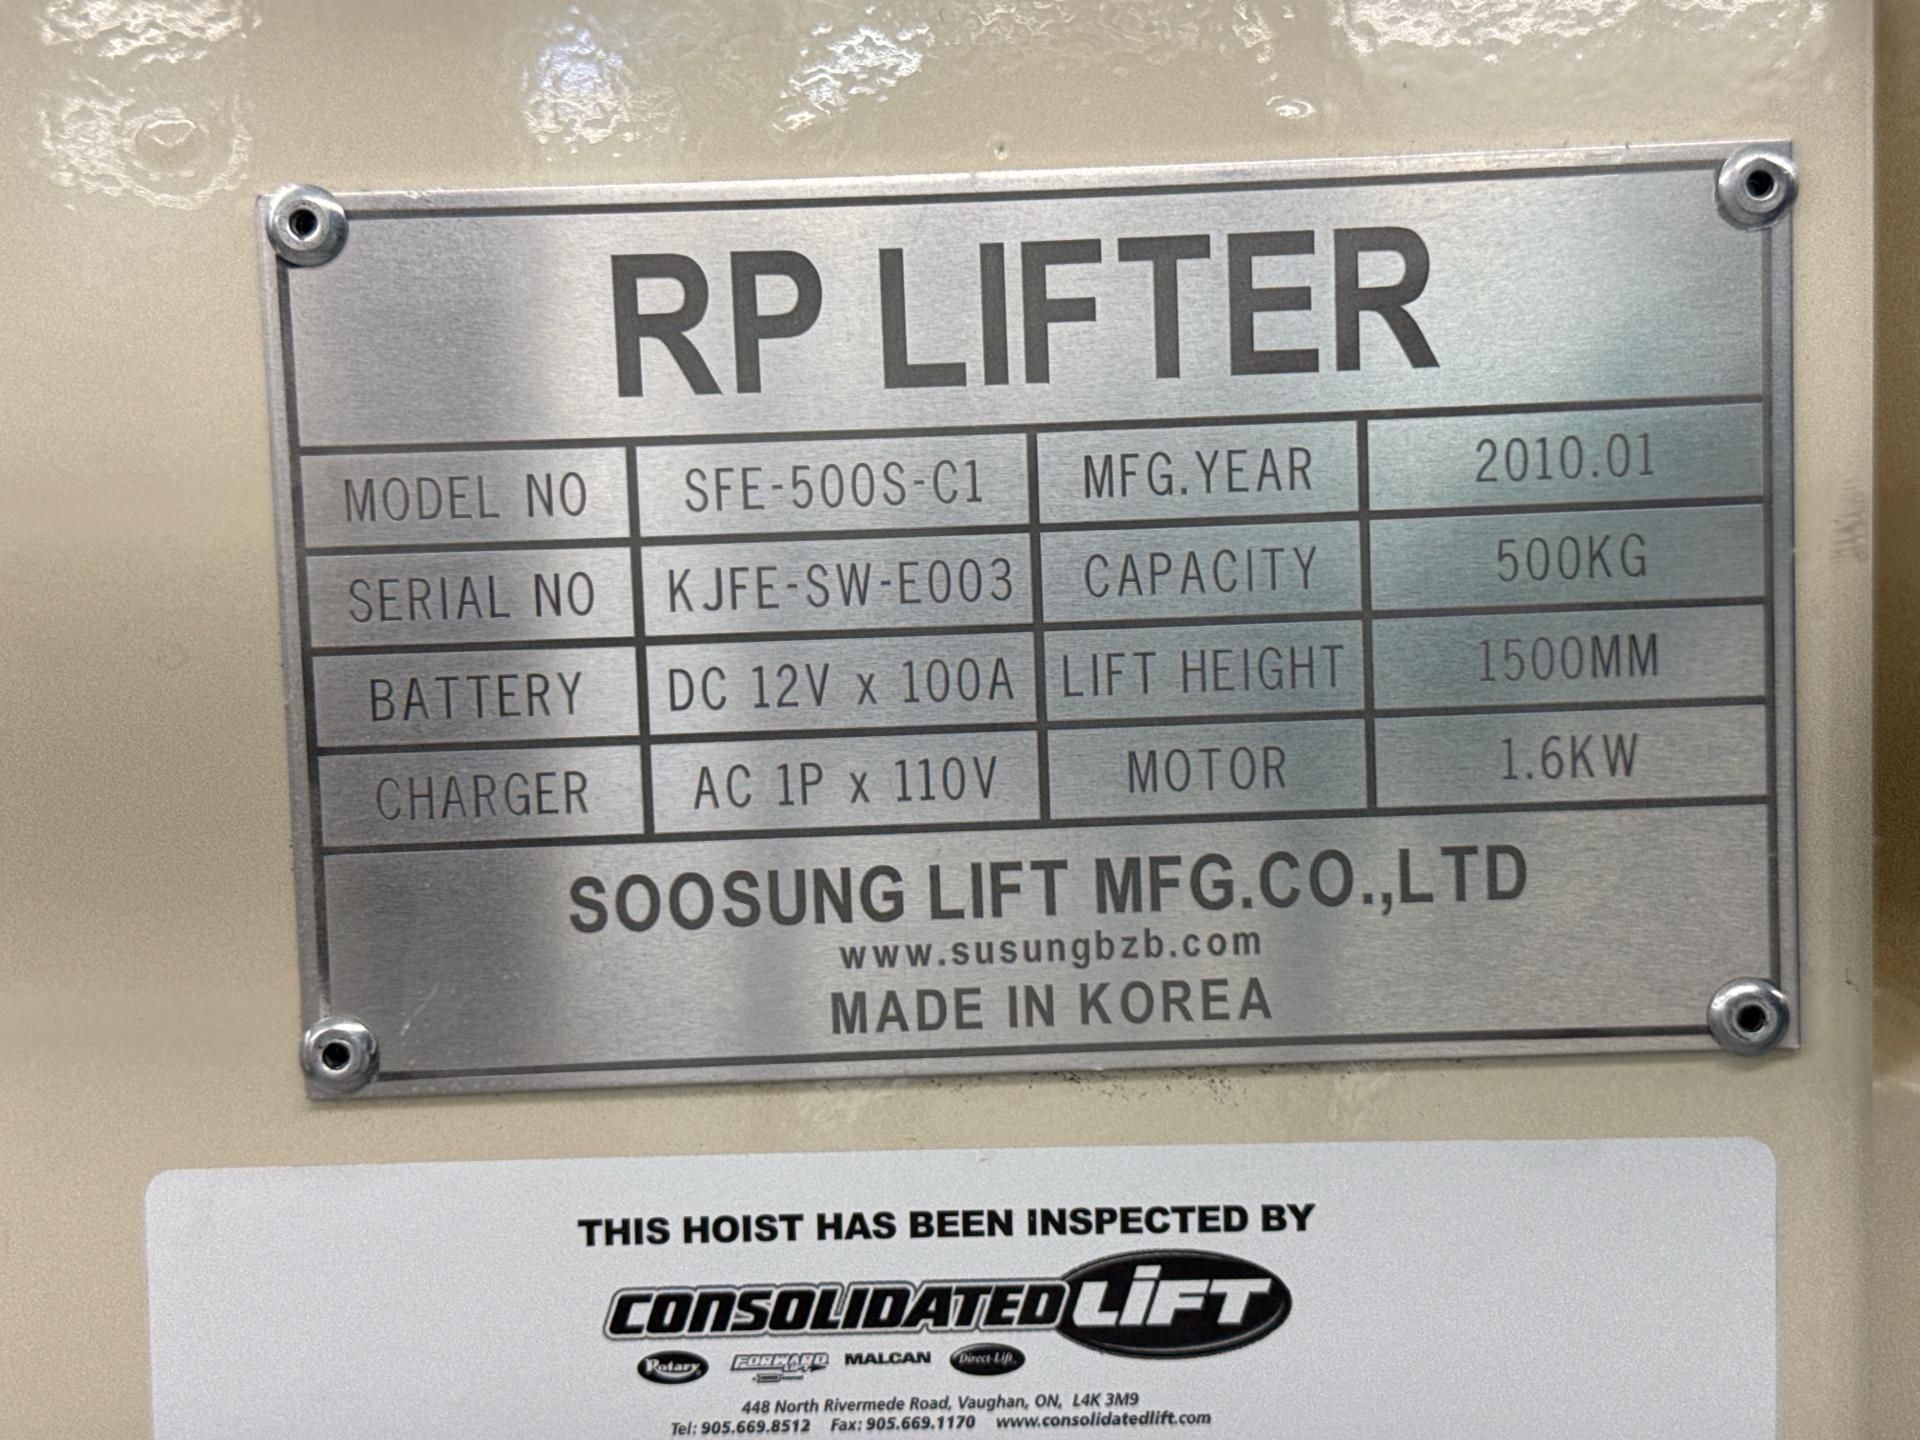 RP LIFTER
MODEL NO SFE-500S-C1 MFG.YEAR 2010.01
SERIAL NO KJFE-SW-E003 CAPACITY 500KG
BATTERY DC 12V x 100A LIFT HEIGHT 1500MM
CHARGER AC 1P x 110V MOTOR 1.6KW
SOOSUNG LIFT MFG.CO.,LTD
www.susungbzb.com
MADE IN KOREA
THIS HOIST HAS BEEN INSPECTED BY
CONSOLIDATED LiFT
Rotary FORWARD LIFT MALCAN Direct-Lift
448 North Rivermede Road, Vaughan, ON, L4K 3M9
Tel: 905.669.8512 Fax: 905.669.1170 www.consolidatedlift.com